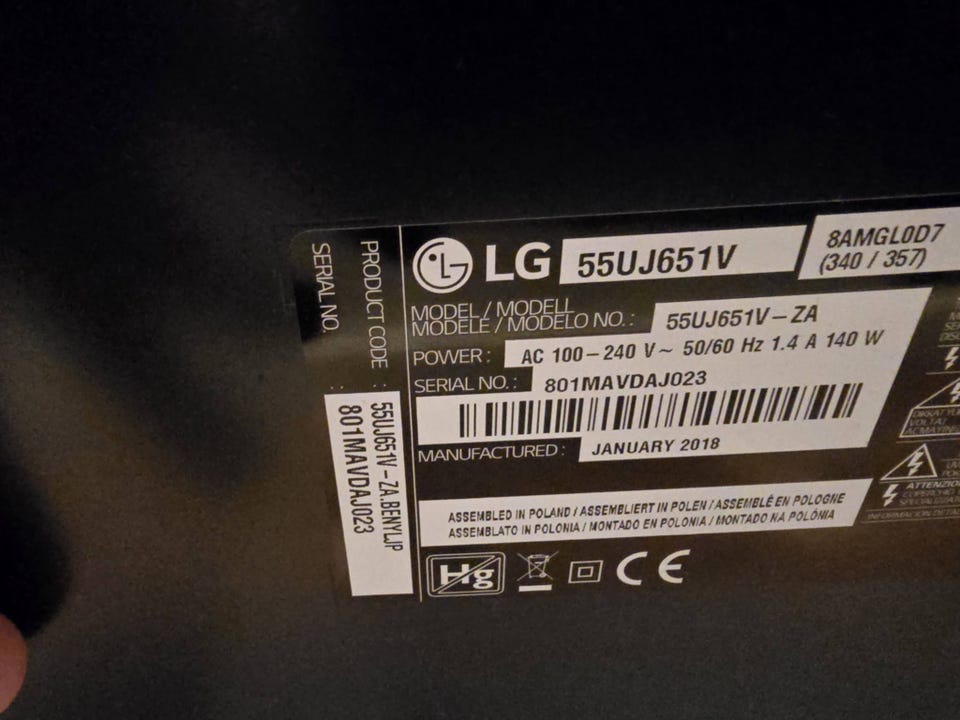 LG 55UJ651V
8AMGL0D7
(340 / 357)
MODEL / MODELL
MODELE / MODELO NO. : 55UJ651V-ZA
POWER : AC 100-240 V~ 50/60 Hz 1.4 A 140 W
SERIAL NO. : 801MAVDAJ023
MANUFACTURED : JANUARY 2018
ASSEMBLED IN POLAND / ASSEMBLIERT IN POLEN / ASSEMBLÉ EN POLOGNE
ASSEMBLATO IN POLONIA / MONTADO EN POLONIA / MONTADO NA POLÓNIA
Hg
CE
PRODUCT CODE : 55UJ651V-ZA.BENYLJP
SERIAL NO. : 801MAVDAJ023
ATTENZIO